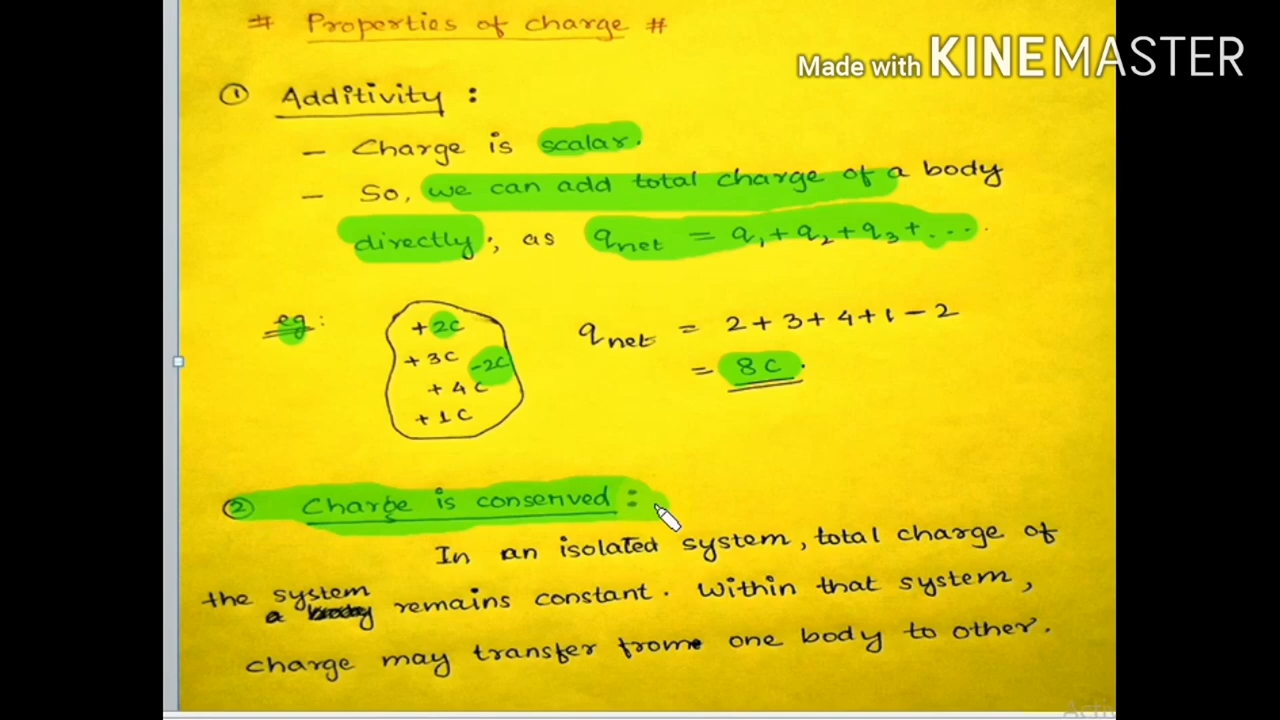 # Properties of charge #
Made with KINEMASTER
① Additivity :
– Charge is scalar.
– So, we can add total charge of a body
directly, as qnet = q1 + q2 + q3 + ...
eg :
+2C
+3C -2C
+4C
+1C
qnet = 2+3+4+1-2
= 8C.
② Charge is conserved :
In an isolated system, total charge of
the system
a remains constant. Within that system,
charge may transfer from one body to other.